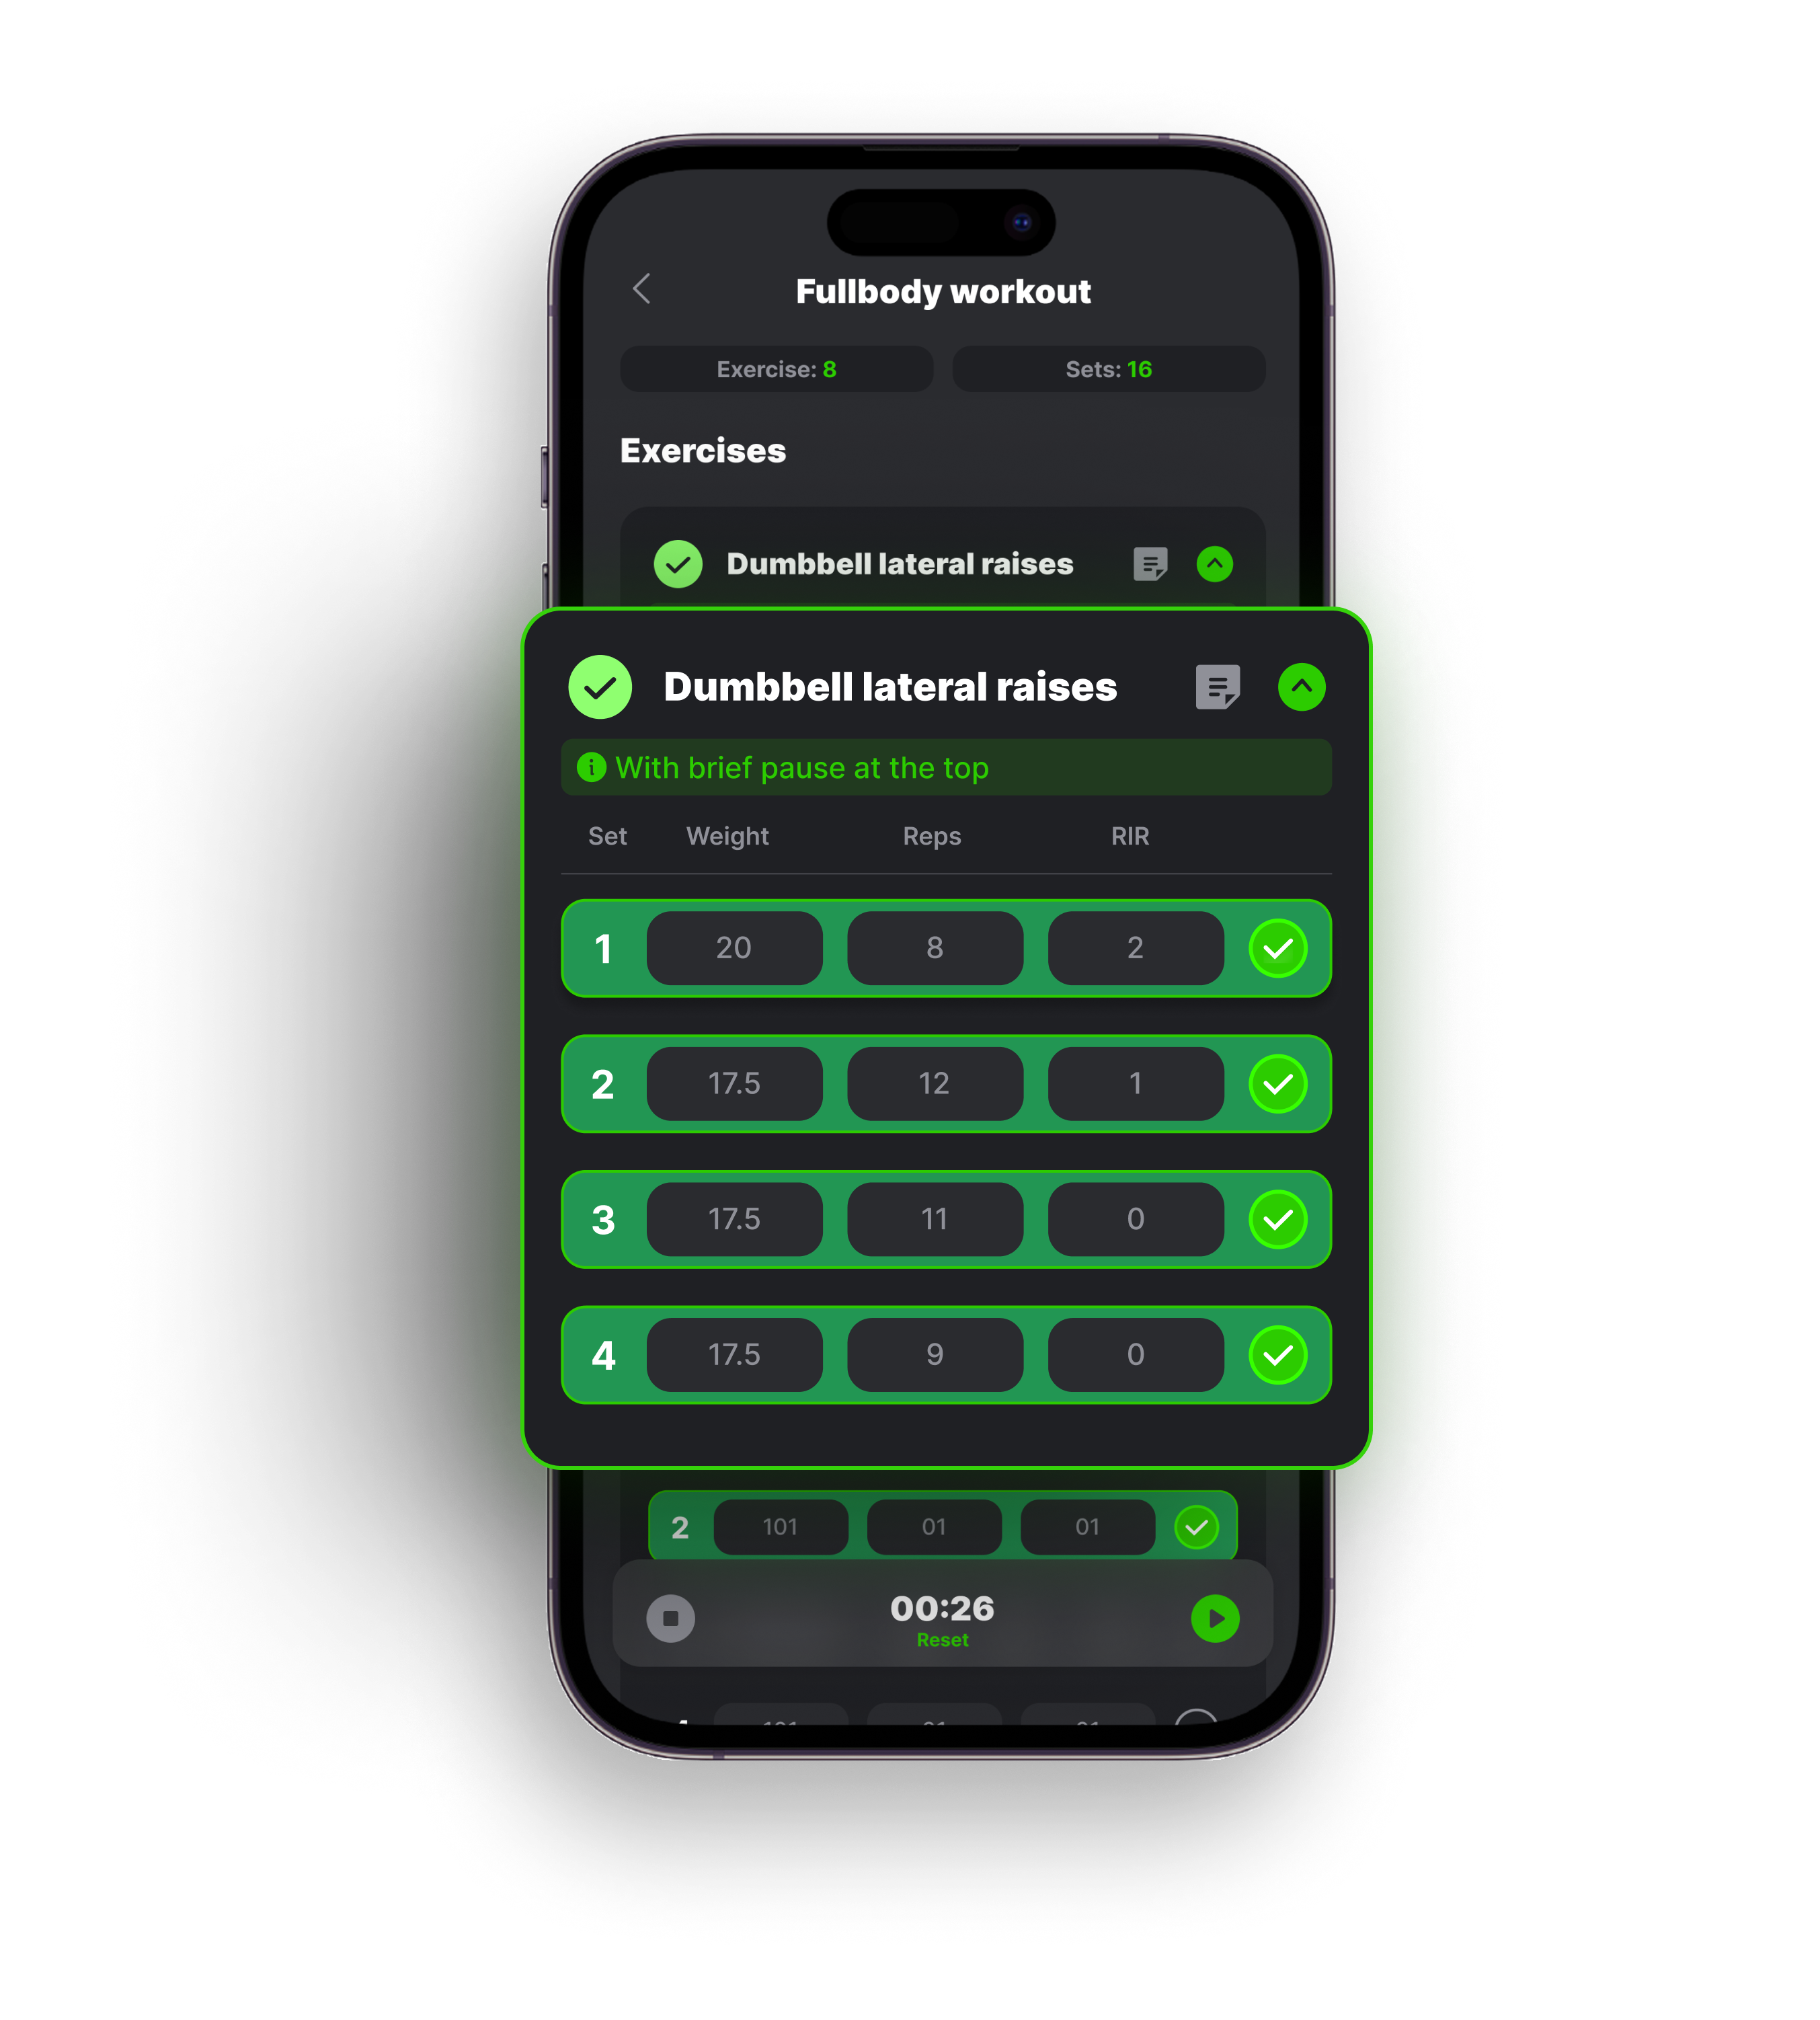 Fullbody workout
Exercise: 8 Sets: 16
Exercises
Dumbbell lateral raises
Dumbbell lateral raises
With brief pause at the top
Set Weight Reps RIR
1 20 8 2
2 17.5 12 1
3 17.5 11 0
4 17.5 9 0
2 101 01 01
00:26
Reset